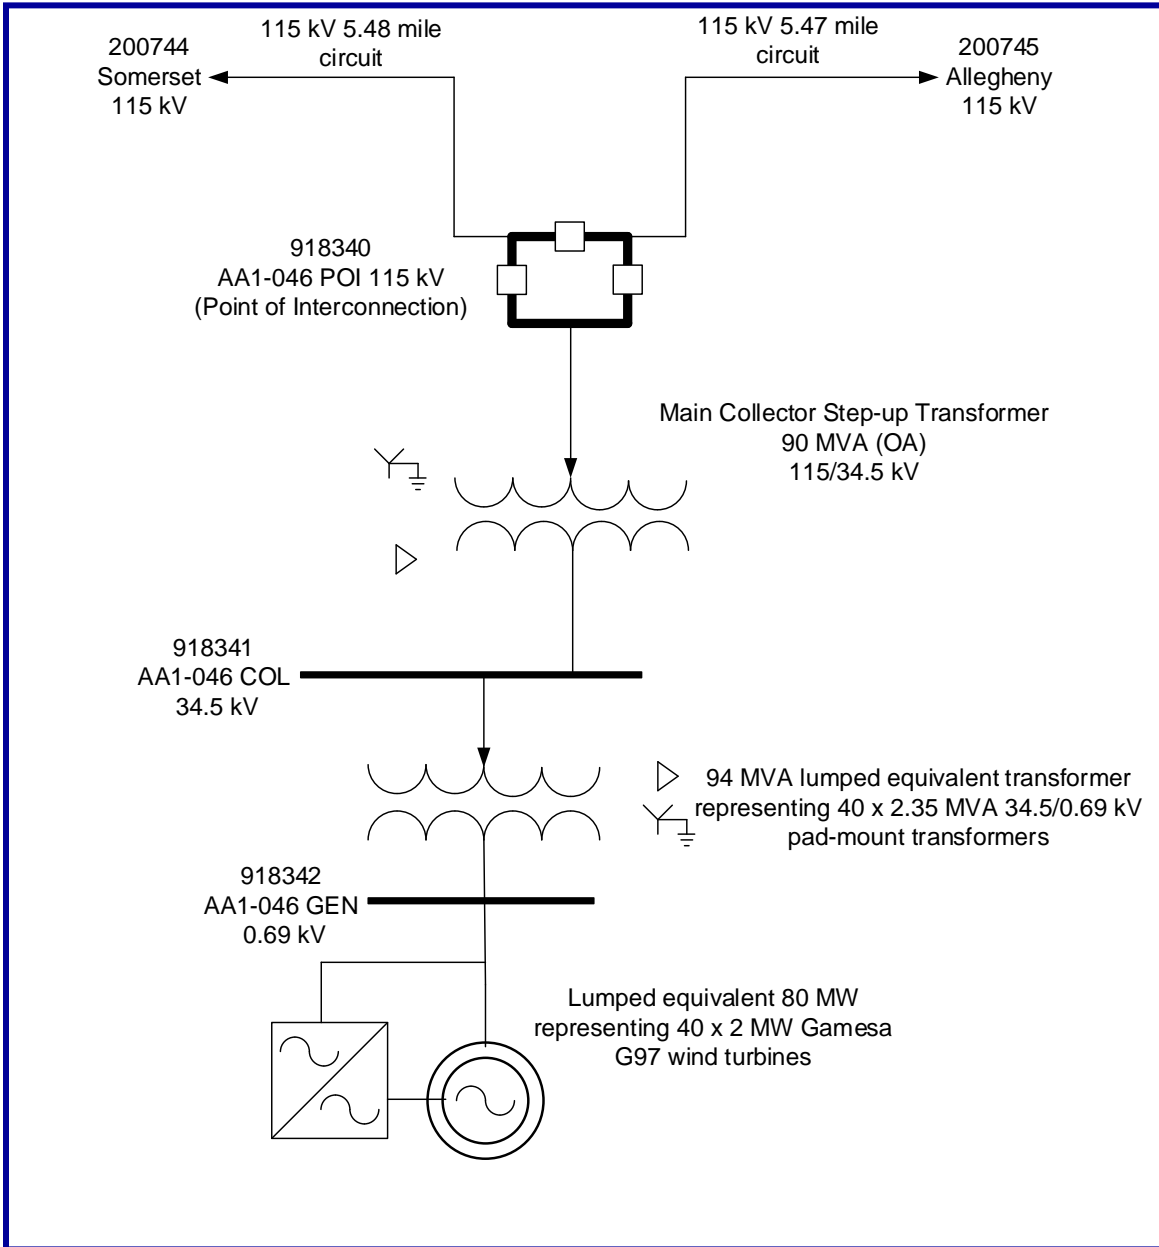 200744
Somerset
115 kV
115 kV 5.48 mile
circuit
115 kV 5.47 mile
circuit
200745
Allegheny
115 kV
918340
AA1-046 POI 115 kV
(Point of Interconnection)
Main Collector Step-up Transformer
90 MVA (OA)
115/34.5 kV
918341
AA1-046 COL
34.5 kV
94 MVA lumped equivalent transformer
representing 40 x 2.35 MVA 34.5/0.69 kV
pad-mount transformers
918342
AA1-046 GEN
0.69 kV
Lumped equivalent 80 MW
representing 40 x 2 MW Gamesa
G97 wind turbines